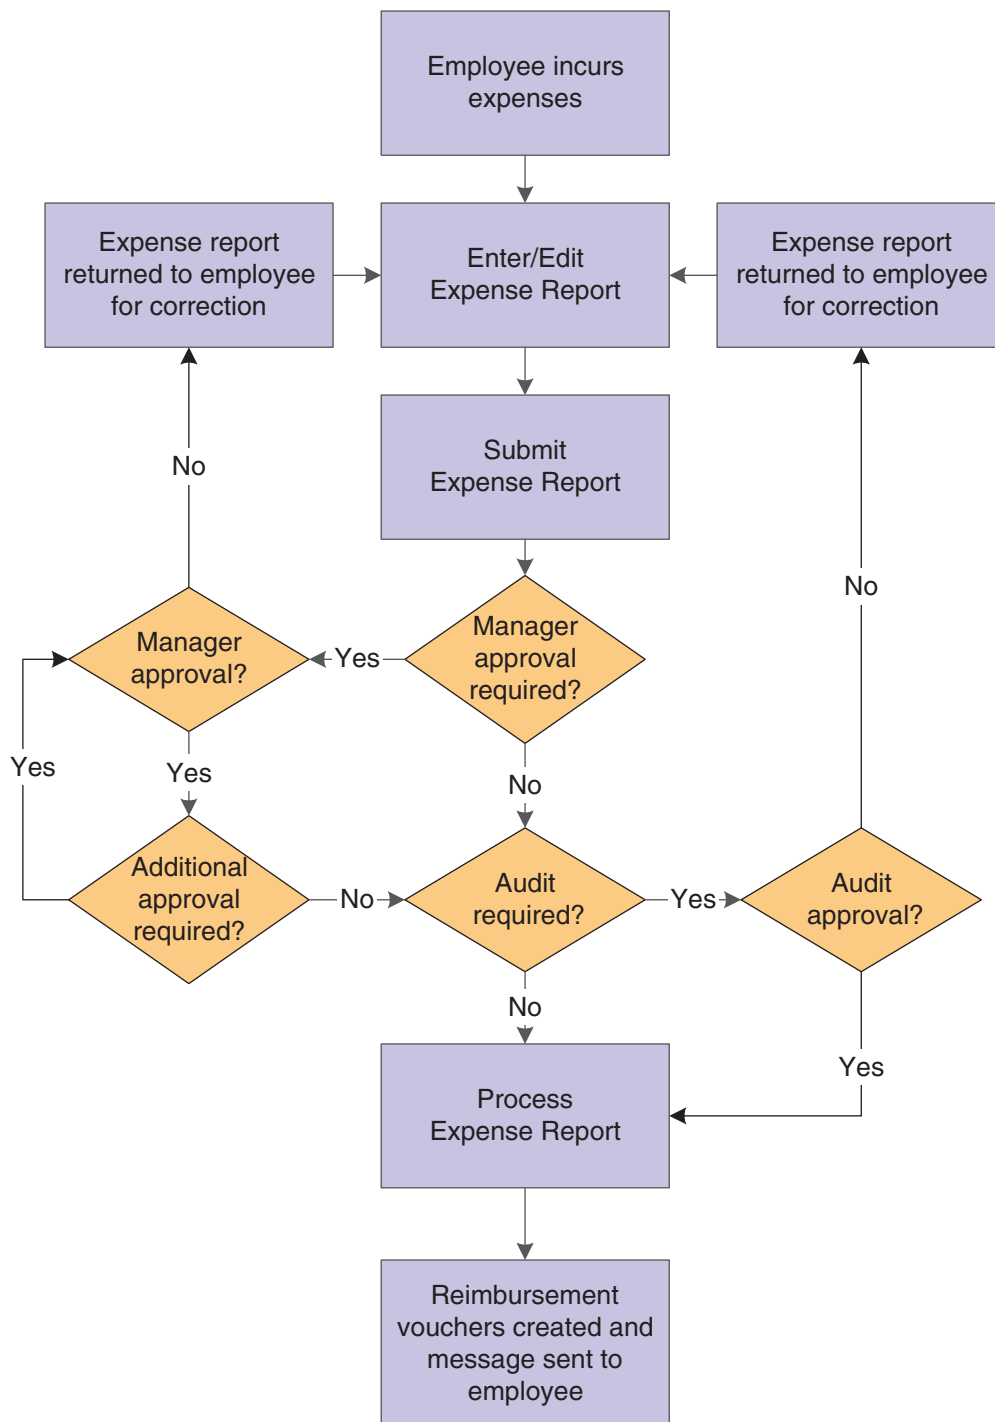 Employee incurs
expenses
Expense report
returned to employee
for correction
Enter/Edit
Expense Report
Expense report
returned to employee
for correction
No
Submit
Expense Report
No
Manager
approval?
Yes
Manager
approval
required?
Yes
Yes
No
Additional
approval
required?
No
Audit
required?
Yes
Audit
approval?
No
Yes
Process
Expense Report
Reimbursement
vouchers created and
message sent to
employee